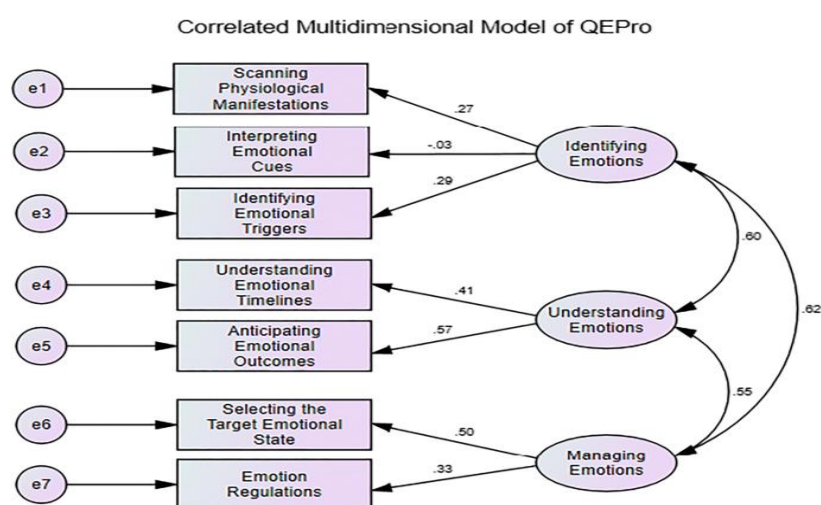 Correlated Multidimensional Model of QEPro
e1
Scanning
Physiological
Manifestations
.27
e2
Interpreting
Emotional
Cues
-.03
Identifying
Emotions
e3
Identifying
Emotional
Triggers
.29
.60
e4
Understanding
Emotional
Timelines
.41
Understanding
Emotions
.62
e5
Anticipating
Emotional
Outcomes
.57
.55
e6
Selecting the
Target Emotional
State
.50
Managing
Emotions
e7
Emotion
Regulations
.33